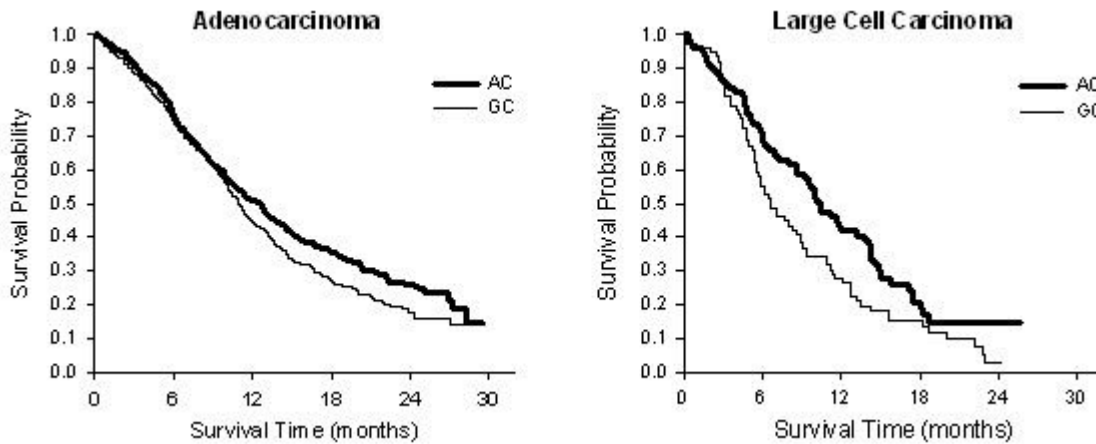 Adenocarcinoma
Survival Probability
1.0
0.9
0.8
0.7
0.6
0.5
0.4
0.3
0.2
0.1
0.0
AC
GC
0 6 12 18 24 30
Survival Time (months)
Large Cell Carcinoma
Survival Probability
1.0
0.9
0.8
0.7
0.6
0.5
0.4
0.3
0.2
0.1
0.0
AC
GC
0 6 12 18 24 30
Survival Time (months)